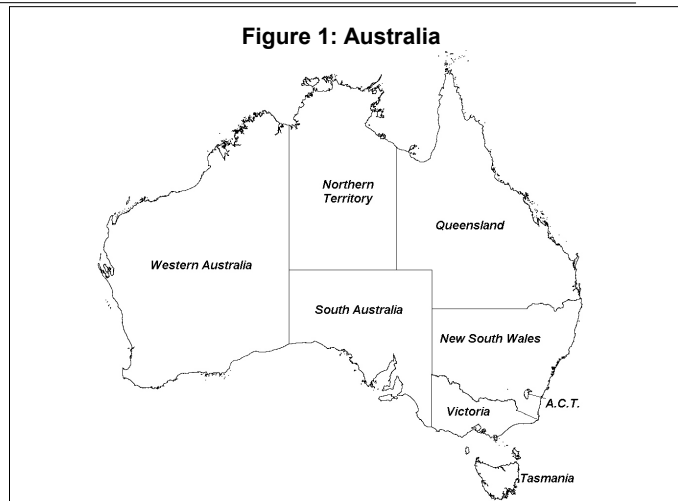 Figure 1: Australia
Northern
Territory
Queensland
Western Australia
South Australia
New South Wales
A.C.T.
Victoria
Tasmania